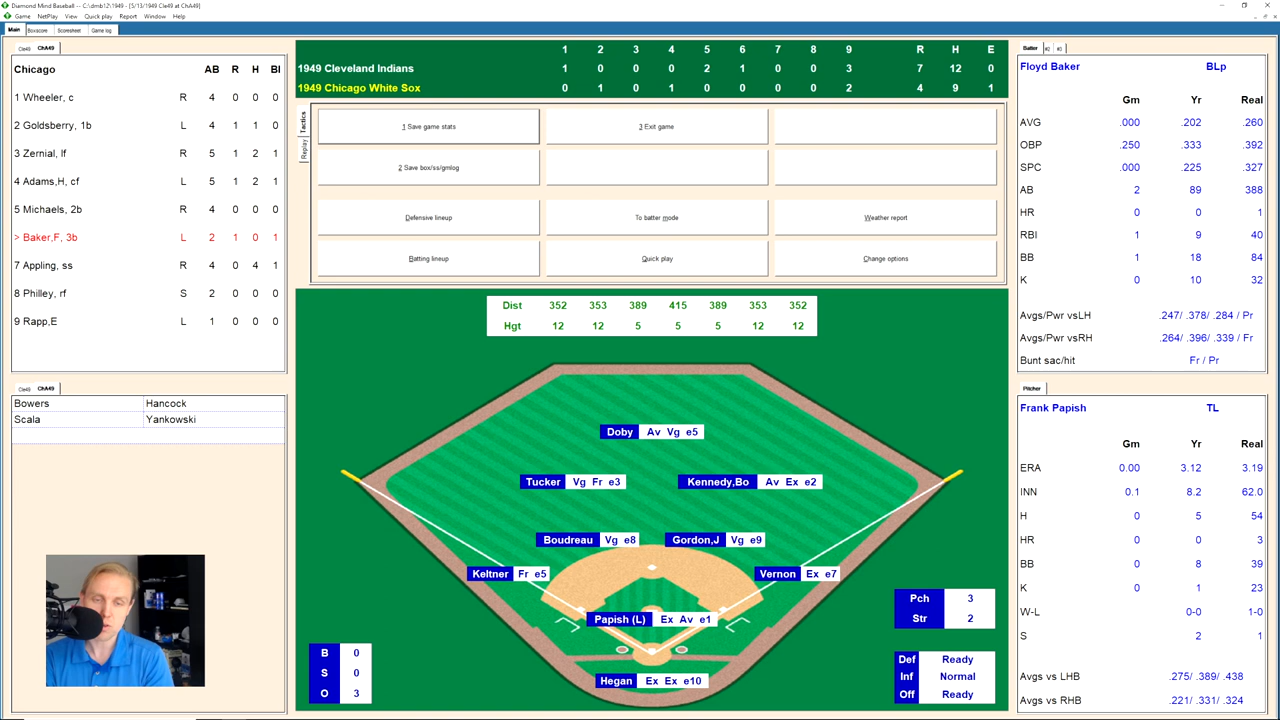 Diamond Mind Baseball -- C:\dmb12\1949 - [5/13/1949 Cle49 at ChA49]
Game NetPlay View Quick play Report Window Help
Main Boxscore Scoresheet Game log
Cle49 ChA49
Chicago AB R H BI
1 Wheeler, c R 4 0 0 0
2 Goldsberry, 1b L 4 1 1 0
3 Zernial, lf R 5 1 2 1
4 Adams,H, cf L 5 1 2 1
5 Michaels, 2b R 4 0 0 0
> Baker,F, 3b L 2 1 0 1
7 Appling, ss R 4 0 4 1
8 Philley, rf S 2 0 0 0
9 Rapp,E L 1 0 0 0
Cle49 ChA49
Bowers Hancock
Scala Yankowski
1 2 3 4 5 6 7 8 9 R H E
1949 Cleveland Indians 1 0 0 0 2 1 0 0 3 7 12 0
1949 Chicago White Sox 0 1 0 1 0 0 0 0 2 4 9 1
Tactics
Replay
1 Save game stats 3 Exit game
2 Save box/ss/gmlog
Defensive lineup To batter mode Weather report
Batting lineup Quick play Change options
Dist 352 353 389 415 389 353 352
Hgt 12 12 5 5 5 12 12
Doby Av Vg e5
Tucker Vg Fr e3 Kennedy,Bo Av Ex e2
Boudreau Vg e8 Gordon,J Vg e9
Keltner Fr e5 Vernon Ex e7
Papish (L) Ex Av e1
Hegan Ex Ex e10
B 0
S 0
O 3
Pch 3
Str 2
Def Ready
Inf Normal
Off Ready
Batter #2 #3
Floyd Baker BLp
Gm Yr Real
AVG .000 .202 .260
OBP .250 .333 .392
SPC .000 .225 .327
AB 2 89 388
HR 0 0 1
RBI 1 9 40
BB 1 18 84
K 0 10 32
Avgs/Pwr vsLH .247/ .378/ .284 / Pr
Avgs/Pwr vsRH .264/ .396/ .339 / Fr
Bunt sac/hit Fr / Pr
Pitcher
Frank Papish TL
Gm Yr Real
ERA 0.00 3.12 3.19
INN 0.1 8.2 62.0
H 0 5 54
HR 0 0 3
BB 0 8 39
K 0 1 23
W-L 0-0 1-0
S 2 1
Avgs vs LHB .275/ .389/ .438
Avgs vs RHB .221/ .331/ .324